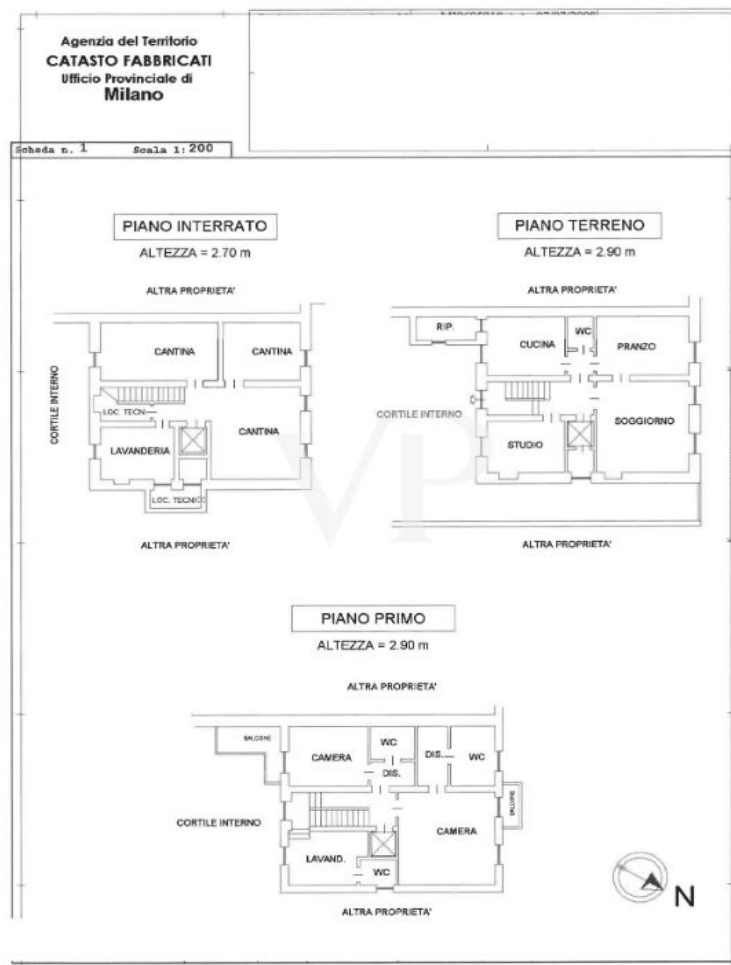 Agenzia del Territorio
CATASTO FABBRICATI
Ufficio Provinciale di
Milano
Scheda n. 1 Scala 1:200
PIANO INTERRATO
ALTEZZA = 2.70 m
ALTRA PROPRIETA'
CANTINA
CANTINA
CORTILE INTERNO
LOC. TECN
CANTINA
LAVANDERIA
LOC. TECNICO
ALTRA PROPRIETA'
PIANO TERRENO
ALTEZZA = 2.90 m
ALTRA PROPRIETA'
RIP.
CUCINA
WC
PRANZO
CORTILE INTERNO
SOGGIORNO
STUDIO
ALTRA PROPRIETA'
VP
PIANO PRIMO
ALTEZZA = 2.90 m
ALTRA PROPRIETA'
BALCONE
CAMERA
WC
DIS.
DIS.
WC
CORTILE INTERNO
CAMERA
BALCONE
LAVAND.
WC
ALTRA PROPRIETA'
N